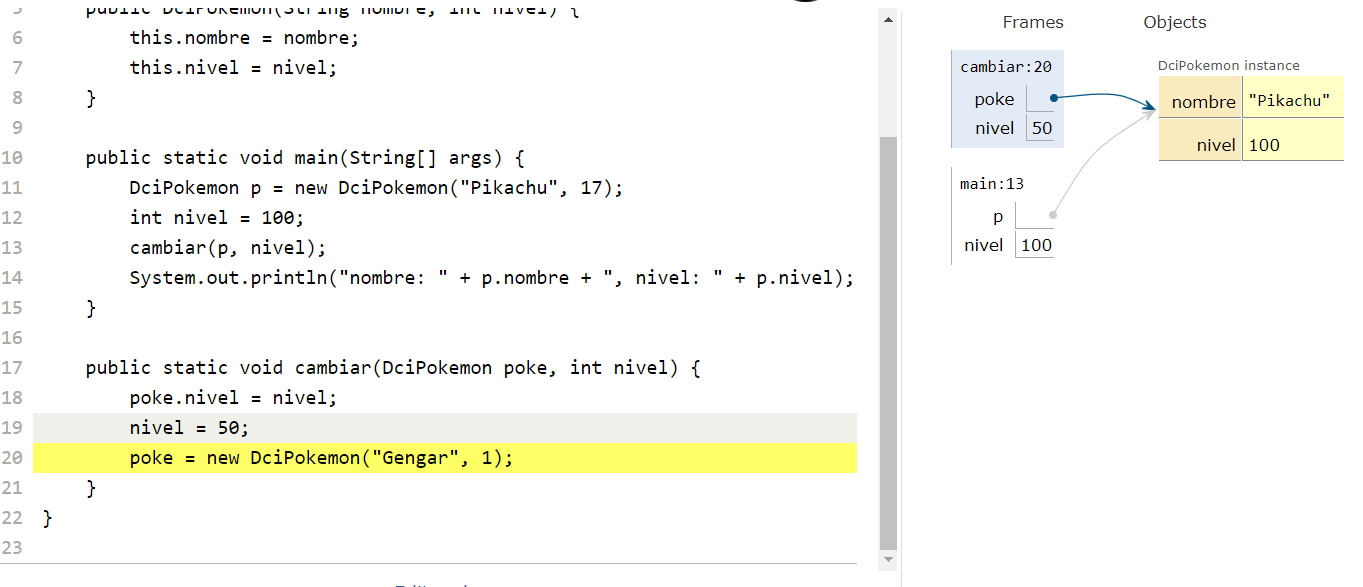 5 public DciPokemon(String nombre, int nivel) {
6 this.nombre = nombre;
7 this.nivel = nivel;
8 }
9
10 public static void main(String[] args) {
11 DciPokemon p = new DciPokemon("Pikachu", 17);
12 int nivel = 100;
13 cambiar(p, nivel);
14 System.out.println("nombre: " + p.nombre + ", nivel: " + p.nivel);
15 }
16
17 public static void cambiar(DciPokemon poke, int nivel) {
18 poke.nivel = nivel;
19 nivel = 50;
20 poke = new DciPokemon("Gengar", 1);
21 }
22 }
23
Frames Objects
cambiar:20
poke
nivel 50
main:13
p
nivel 100
DciPokemon instance
nombre "Pikachu"
nivel 100